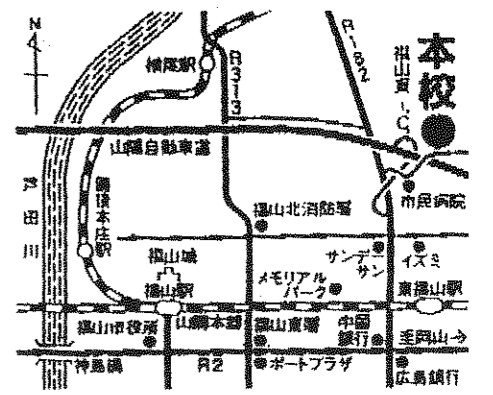 N
横尾駅
R313
R182
福山東I.C
本校
山陽自動車道
芦田川
備後本庄駅
市民病院
福山北消防署
福山城
サンデーサン
イズミ
メモリアルパーク
福山駅
東福山駅
福山市役所
山陽本線
福山東署
中国銀行
至岡山→
神島橋
R2
ポートプラザ
広島銀行